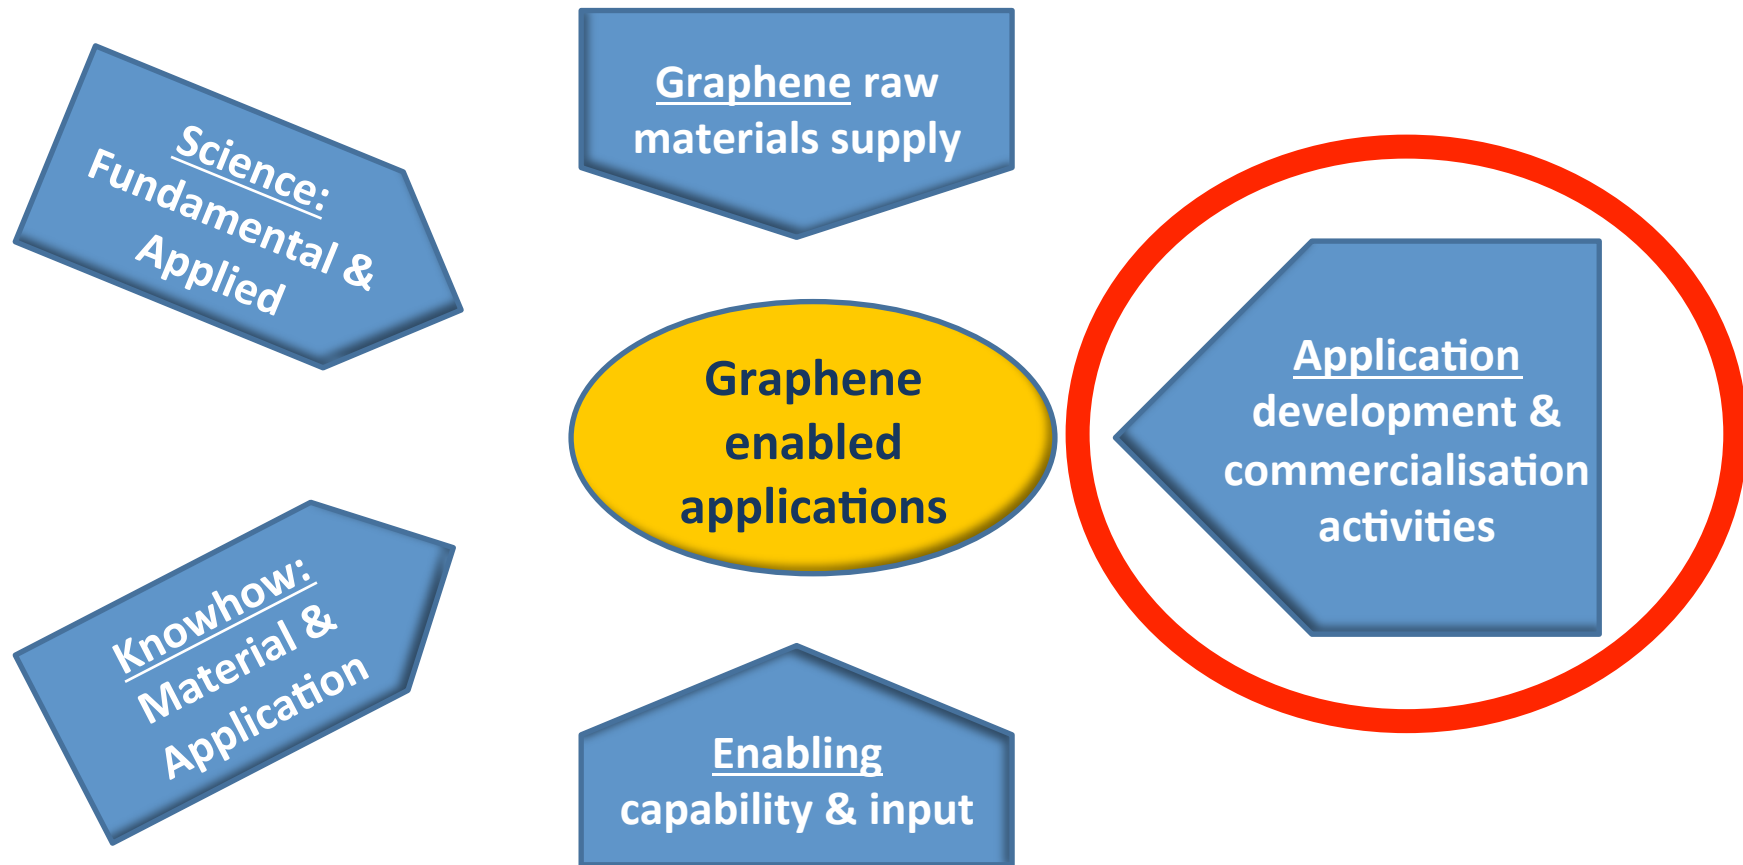 Science:
Fundamental &
Applied
Graphene raw
materials supply
Graphene
enabled
applications
Application
development &
commercialisation
activities
Knowhow:
Material &
Application
Enabling
capability & input